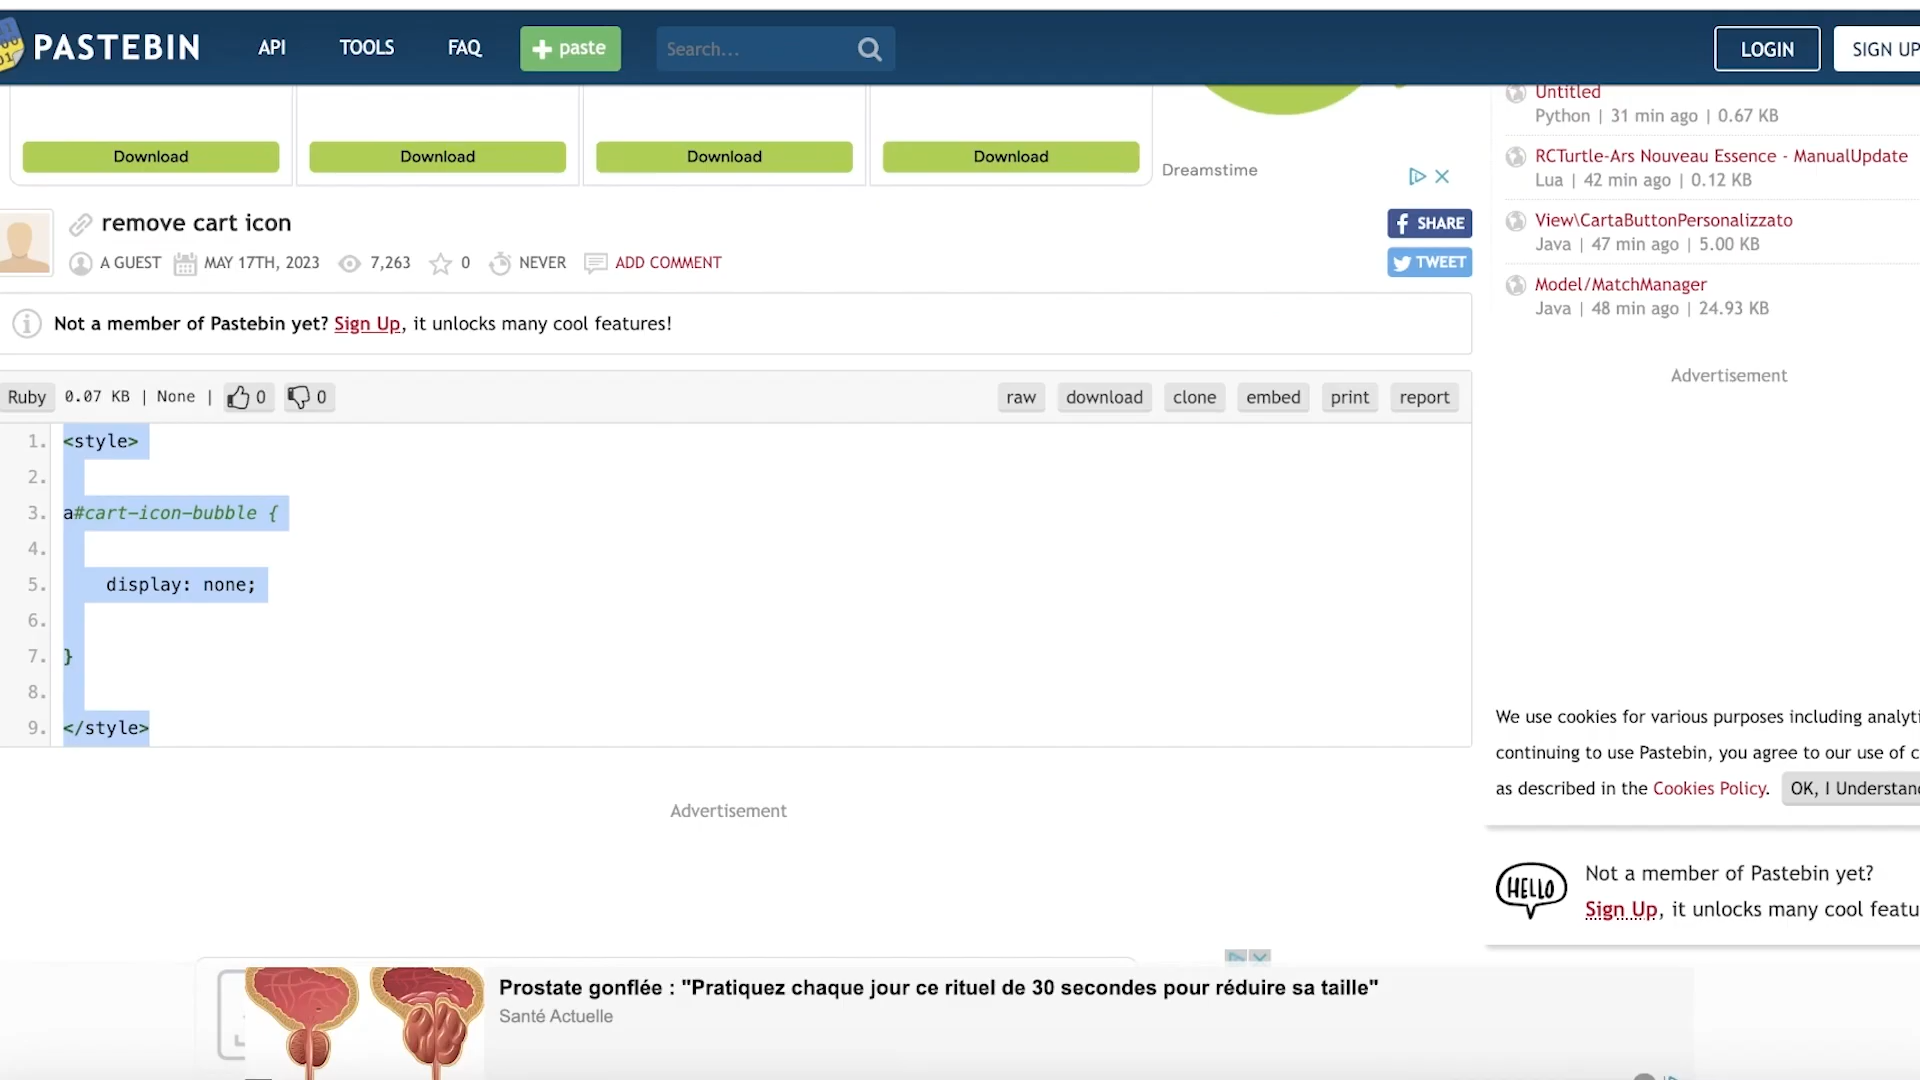 PASTEBIN API TOOLS FAQ paste Search... LOGIN SIGN UP
Download Download Download Download
Dreamstime
Untitled
Python | 31 min ago | 0.67 KB
RCTurtle-Ars Nouveau Essence - ManualUpdate
Lua | 42 min ago | 0.12 KB
View\CartaButtonPersonalizzato
Java | 47 min ago | 5.00 KB
Model/MatchManager
Java | 48 min ago | 24.93 KB
Advertisement
remove cart icon
A GUEST MAY 17TH, 2023 7,263 0 NEVER ADD COMMENT
SHARE
TWEET
Not a member of Pastebin yet? Sign Up, it unlocks many cool features!
Ruby 0.07 KB | None | 0 0 raw download clone embed print report
1. <style>
2.
3. a#cart-icon-bubble {
4.
5. display: none;
6.
7. }
8.
9. </style>
Advertisement
We use cookies for various purposes including analyti
continuing to use Pastebin, you agree to our use of c
as described in the Cookies Policy. OK, I Understand
HELLO
Not a member of Pastebin yet?
Sign Up, it unlocks many cool featu
Prostate gonflée : "Pratiquez chaque jour ce rituel de 30 secondes pour réduire sa taille"
Santé Actuelle